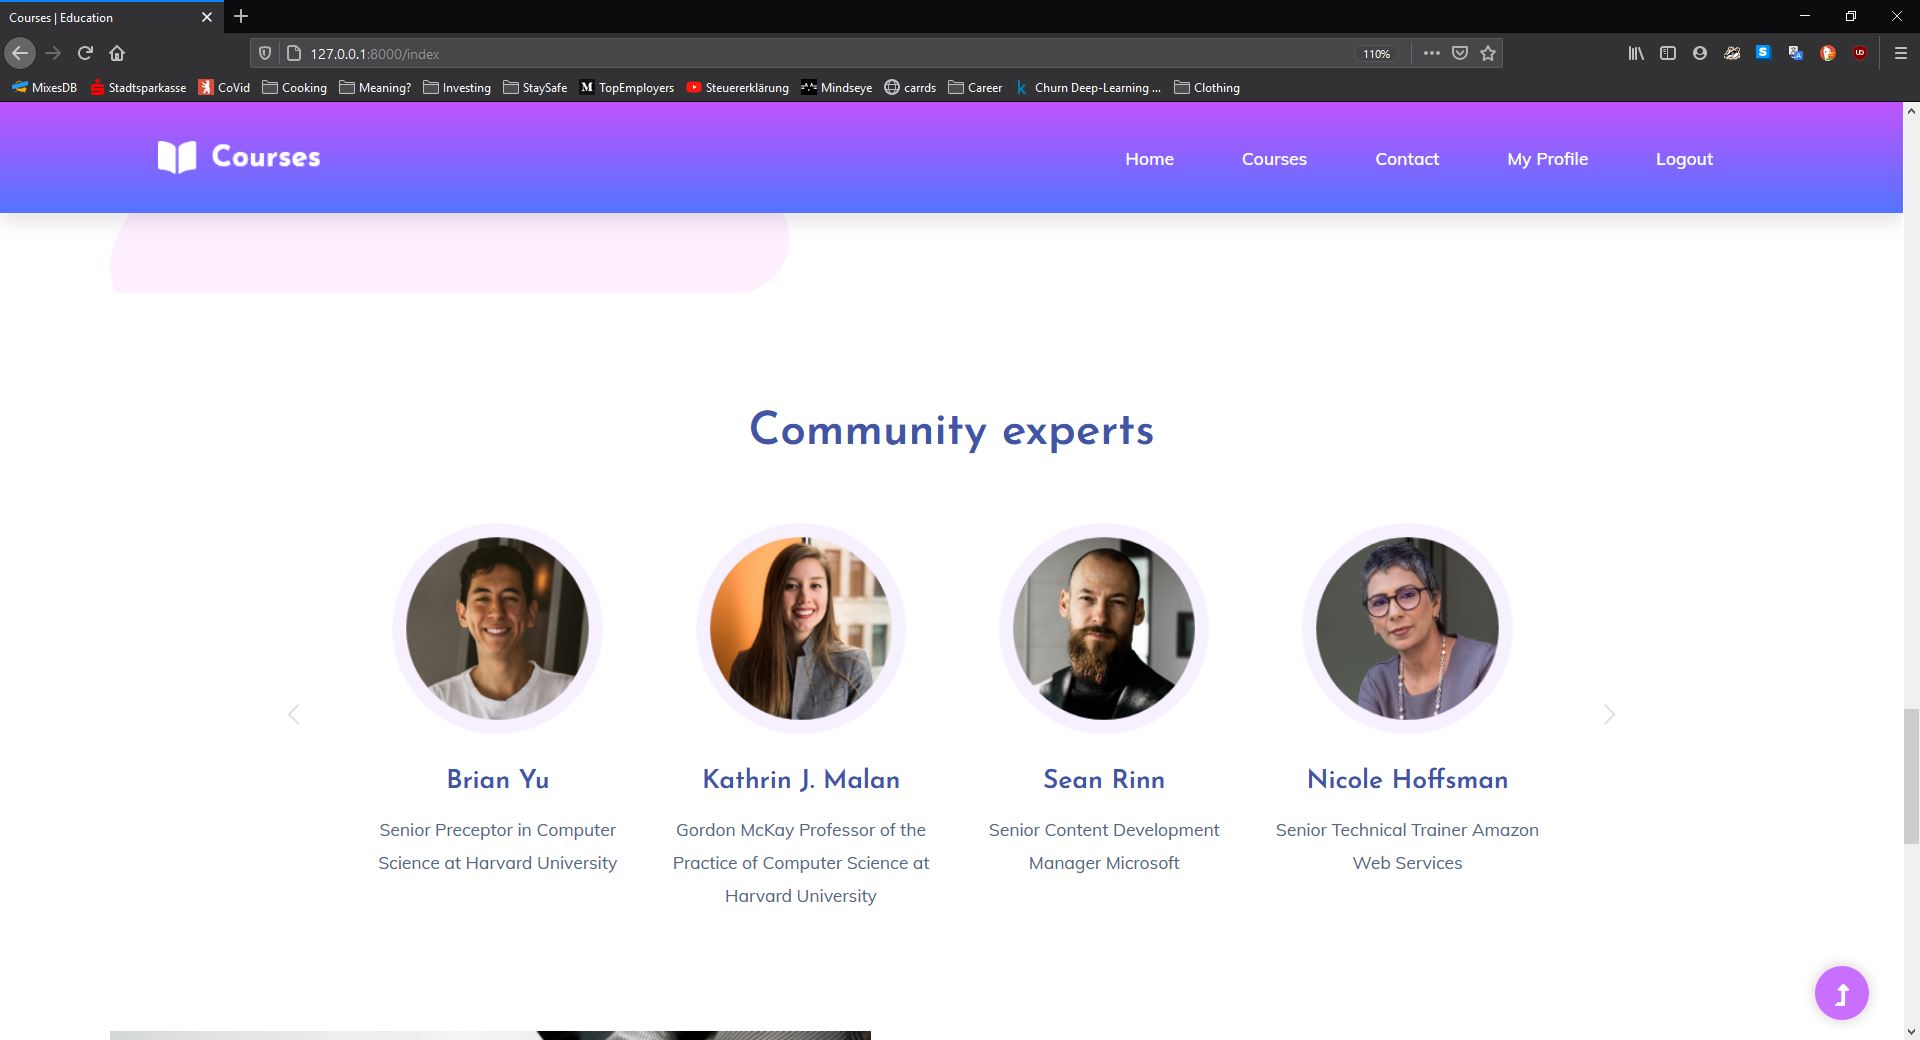 Courses | Education
127.0.0.1:8000/index
110%
MixesDB
Stadtsparkasse
CoVid
Cooking
Meaning?
Investing
StaySafe
M TopEmployers
Steuererklärung
Mindseye
carrds
Career
k Churn Deep-Learning ...
Clothing
Courses
Home
Courses
Contact
My Profile
Logout
Community experts
Brian Yu
Senior Preceptor in Computer
Science at Harvard University
Kathrin J. Malan
Gordon McKay Professor of the
Practice of Computer Science at
Harvard University
Sean Rinn
Senior Content Development
Manager Microsoft
Nicole Hoffsman
Senior Technical Trainer Amazon
Web Services